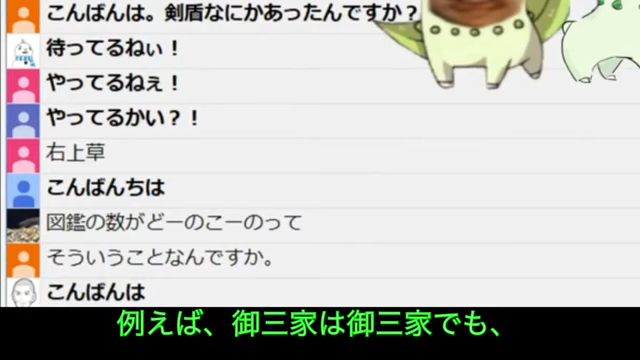 こんばんは。剣盾なにかあったんですか？
待ってるねぃ！
やってるねぇ！
やってるかい？！
右上草
こんばんちは
図鑑の数がどーのこーのって
そういうことなんですか。
こんばんは
例えば、御三家は御三家でも、